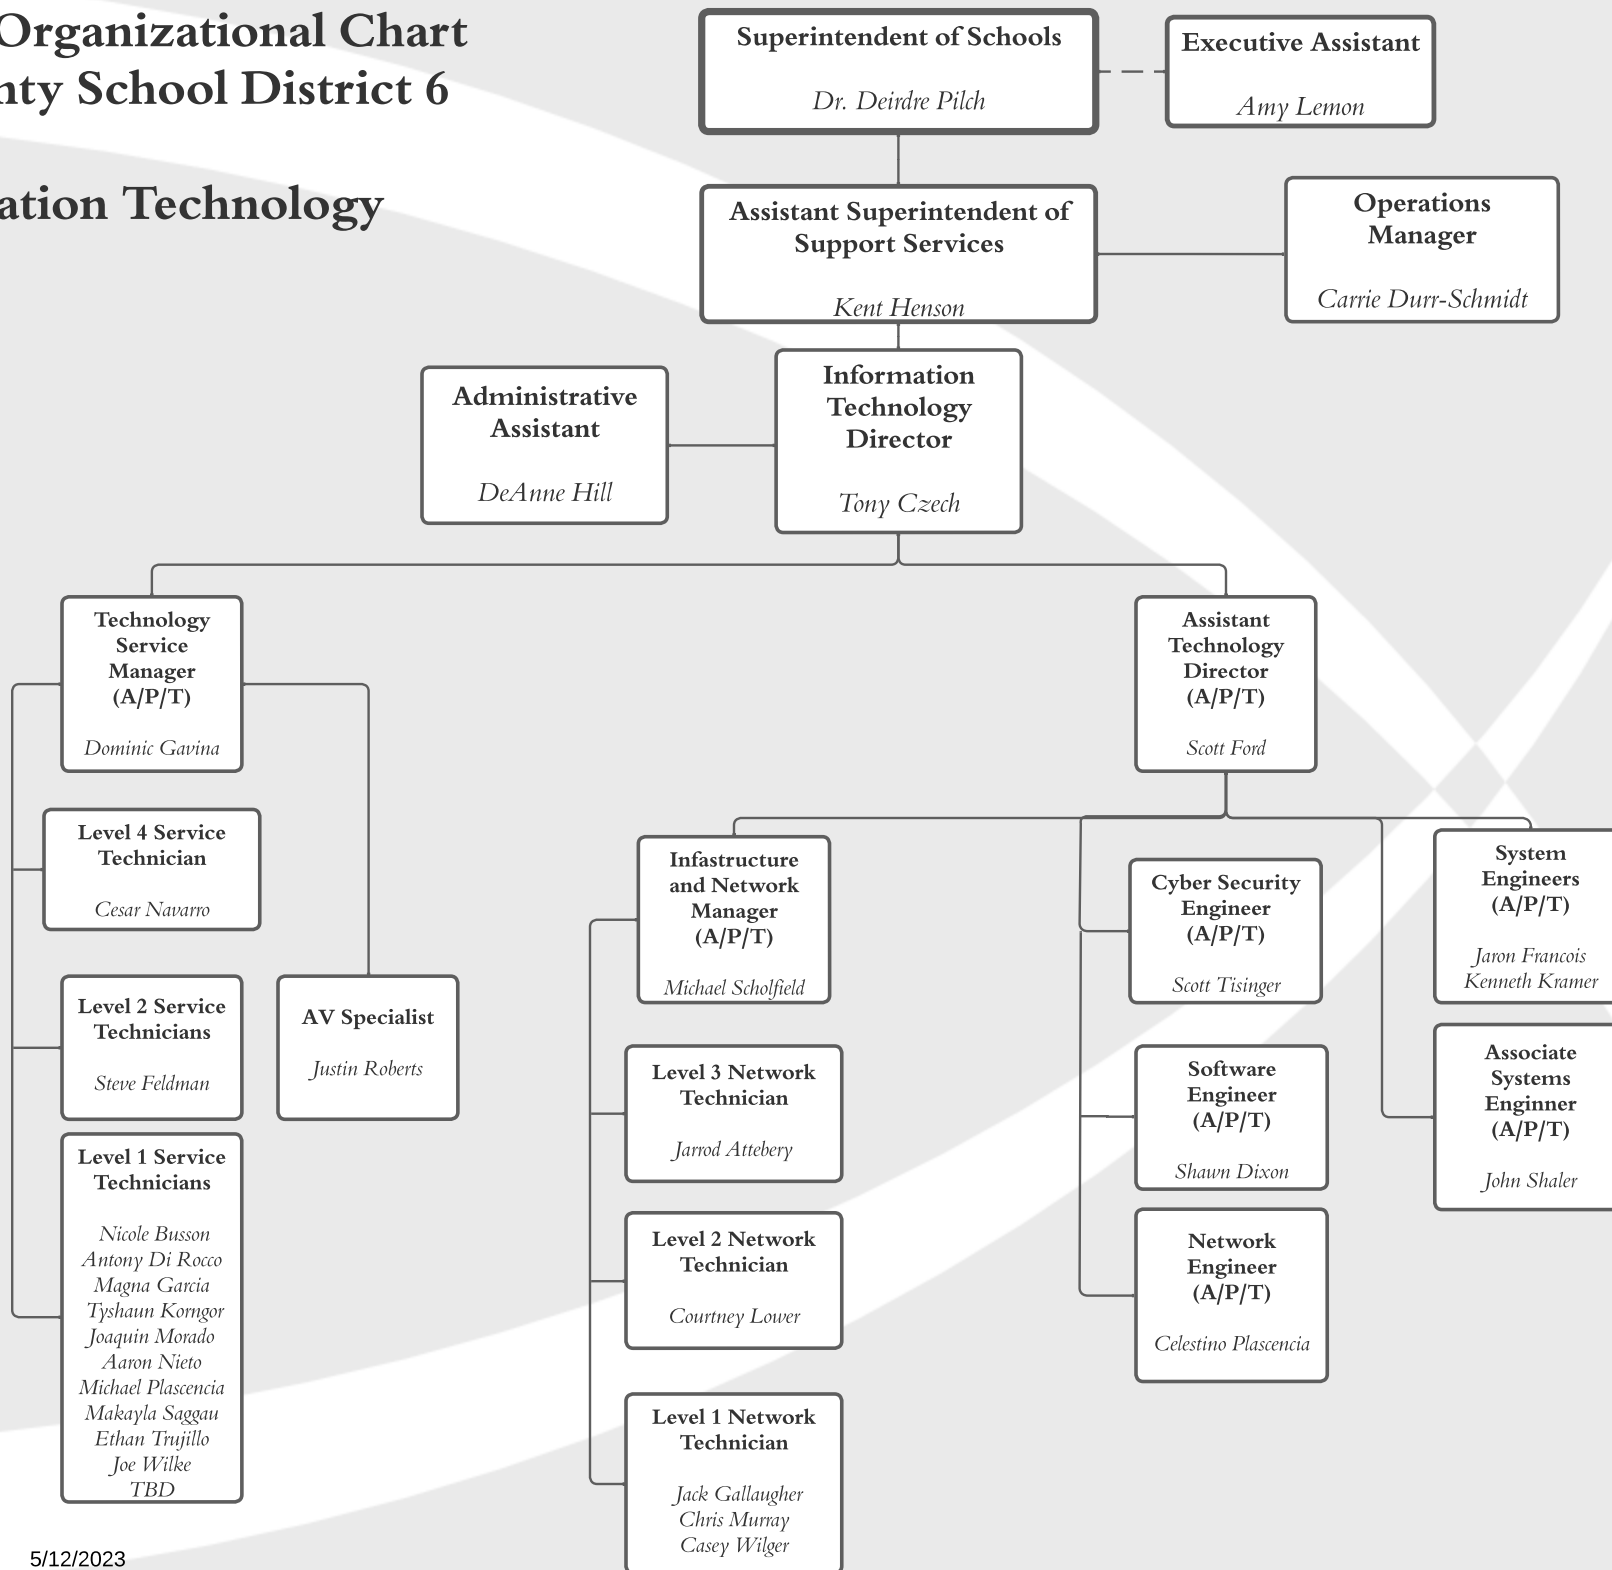 Organizational Chart
nty School District 6
ation Technology
Superintendent of Schools
Dr. Deirdre Pilch
Executive Assistant
Amy Lemon
Assistant Superintendent of
Support Services
Kent Henson
Operations
Manager
Carrie Durr-Schmidt
Administrative
Assistant
DeAnne Hill
Information
Technology
Director
Tony Czech
Technology
Service
Manager
(A/P/T)
Dominic Gavina
Assistant
Technology
Director
(A/P/T)
Scott Ford
Level 4 Service
Technician
Cesar Navarro
Level 2 Service
Technicians
Steve Feldman
AV Specialist
Justin Roberts
Level 1 Service
Technicians
Nicole Busson
Antony Di Rocco
Magna Garcia
Tyshaun Korngor
Joaquin Morado
Aaron Nieto
Michael Plascencia
Makayla Saggau
Ethan Trujillo
Joe Wilke
TBD
Infastructure
and Network
Manager
(A/P/T)
Michael Scholfield
Level 3 Network
Technician
Jarrod Attebery
Level 2 Network
Technician
Courtney Lower
Level 1 Network
Technician
Jack Gallaugher
Chris Murray
Casey Wilger
Cyber Security
Engineer
(A/P/T)
Scott Tisinger
Software
Engineer
(A/P/T)
Shawn Dixon
Network
Engineer
(A/P/T)
Celestino Plascencia
System
Engineers
(A/P/T)
Jaron Francois
Kenneth Kramer
Associate
Systems
Enginner
(A/P/T)
John Shaler
5/12/2023